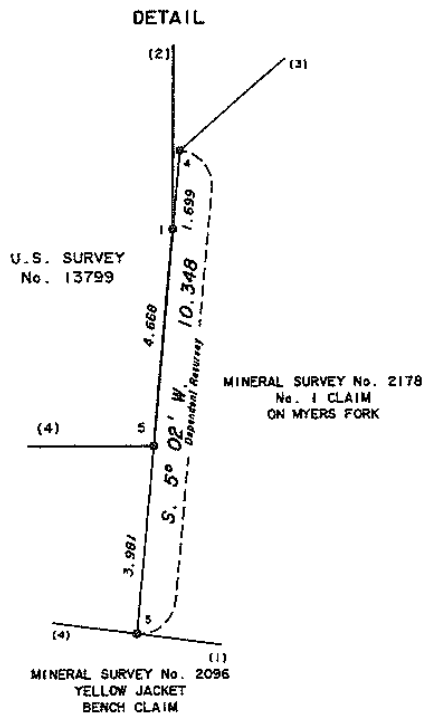 DETAIL
(2)
(3)
4
1.699
1
U.S. SURVEY
No. 13799
10.348
4.668
S. 5° 02' W.
Dependent Resurvey
MINERAL SURVEY No. 2178
No. 1 CLAIM
ON MYERS FORK
(4)
5
3.981
5
(4)
(1)
MINERAL SURVEY No. 2096
YELLOW JACKET
BENCH CLAIM